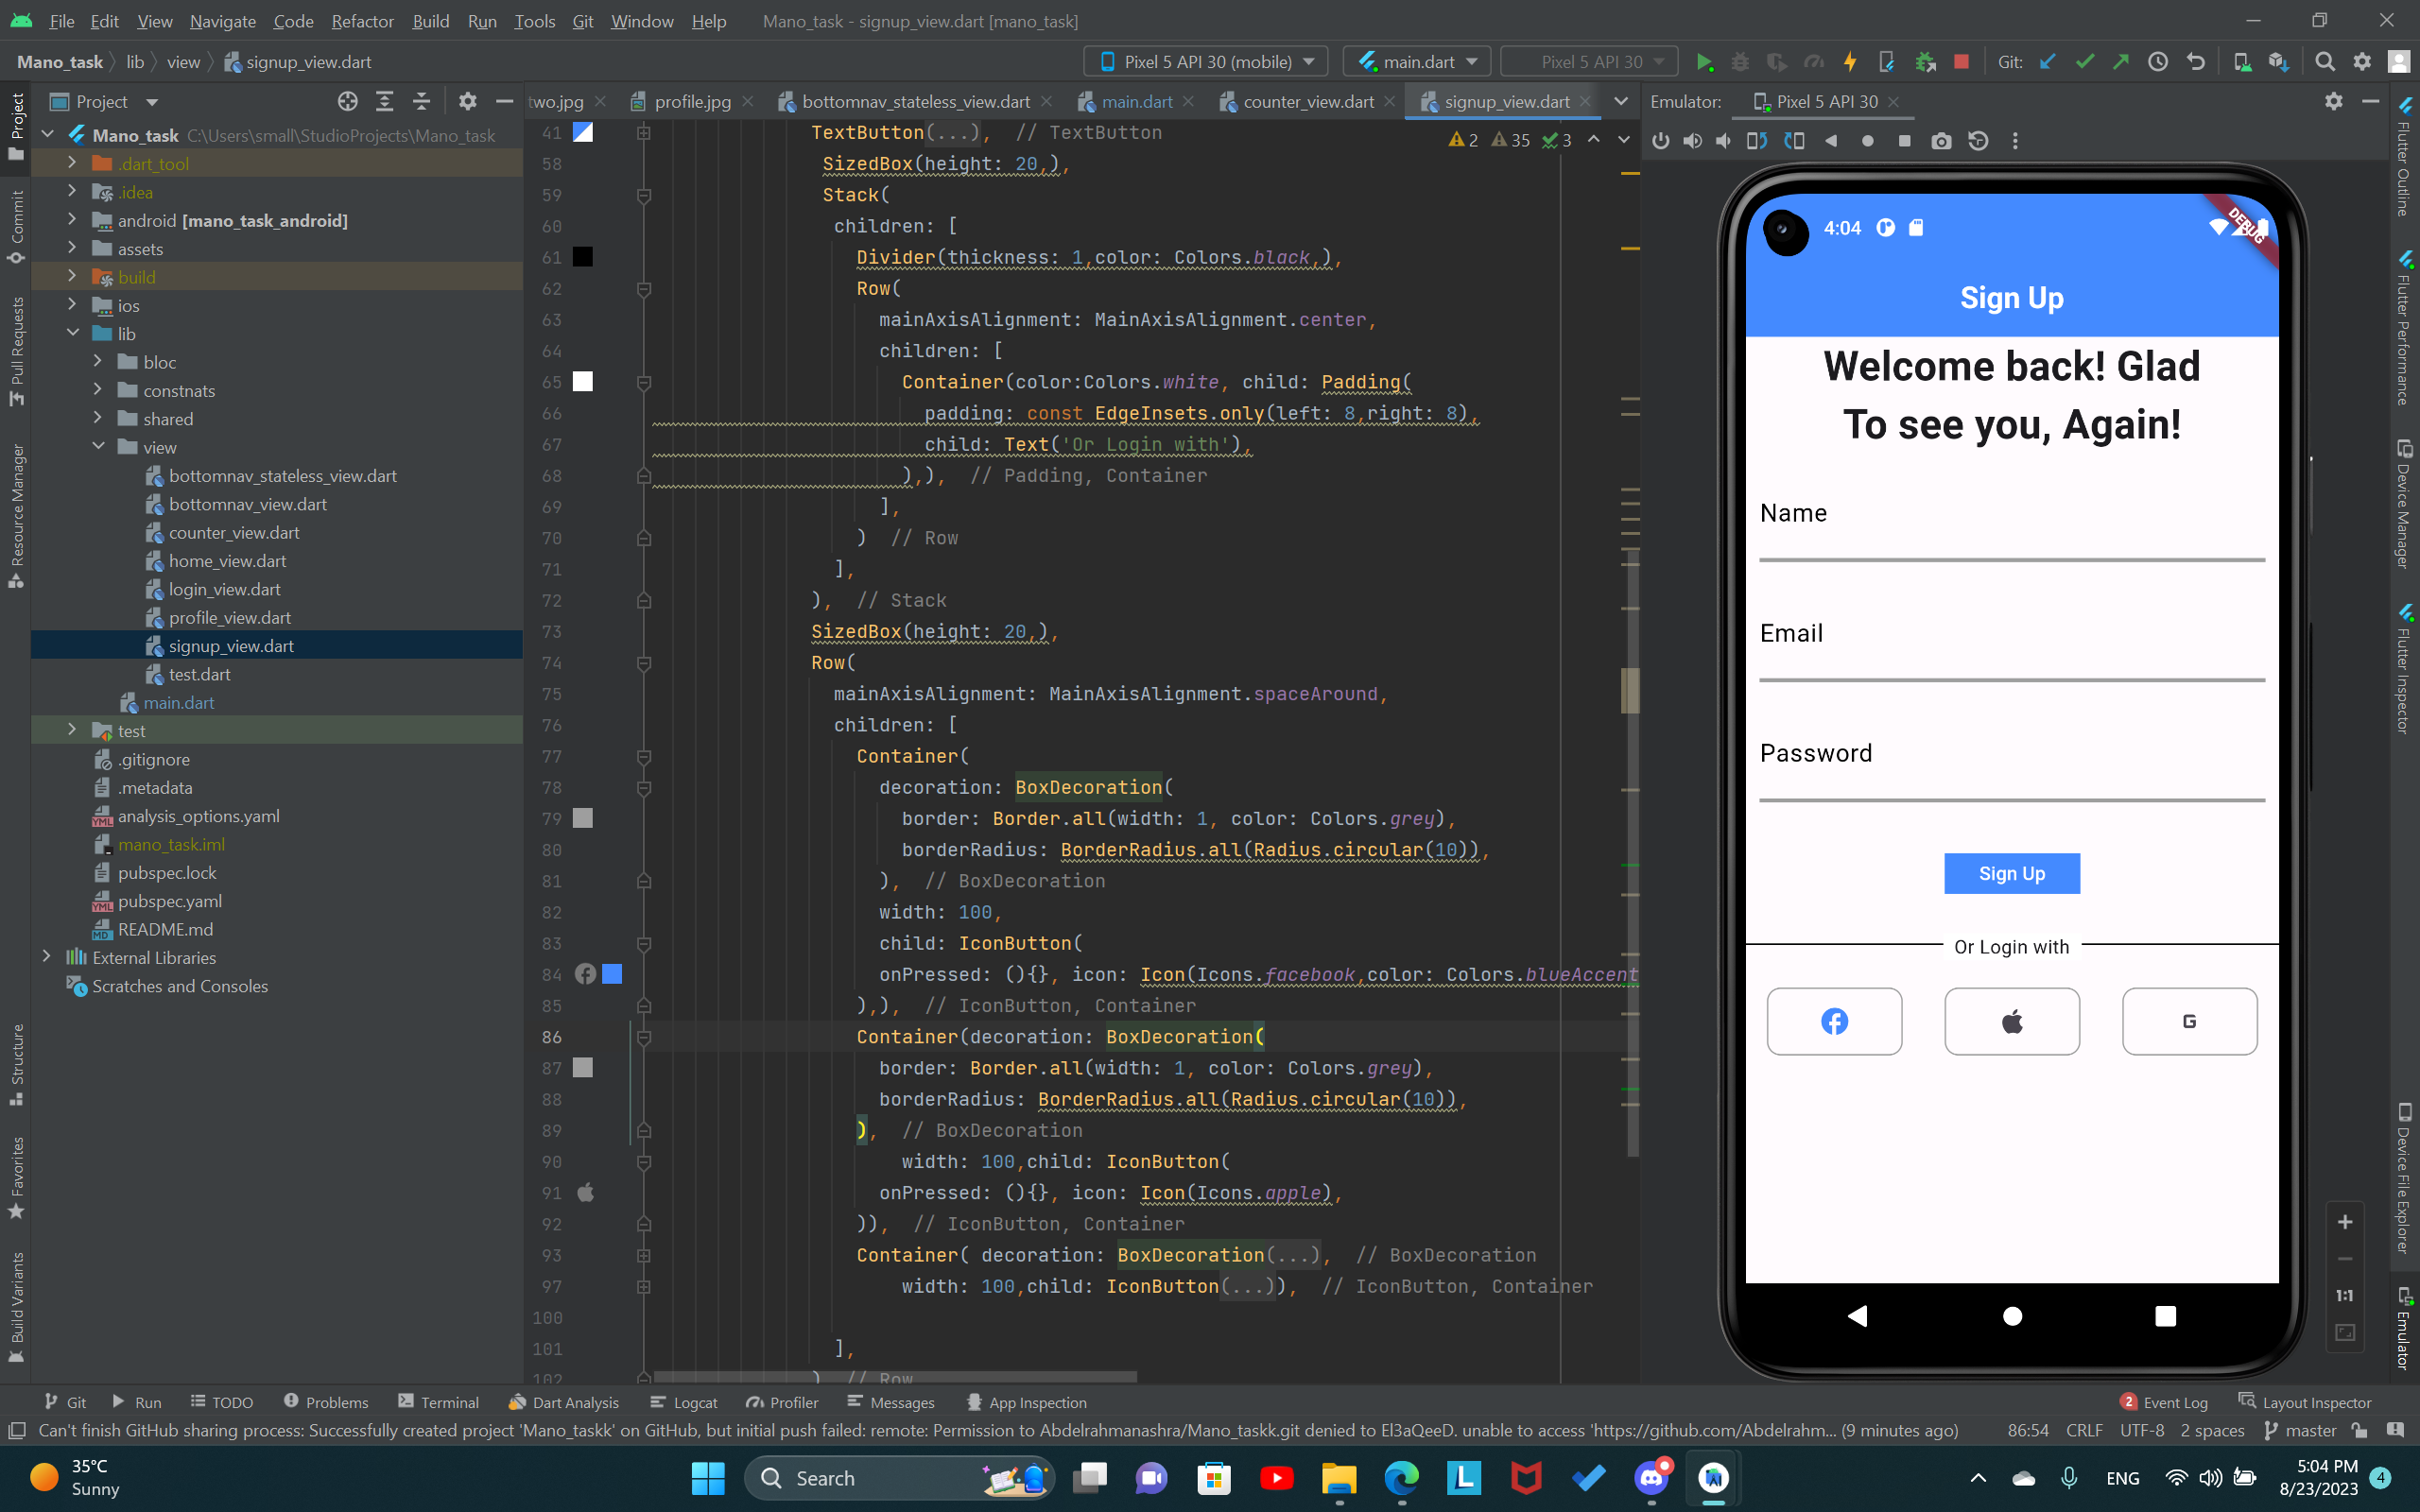 File Edit View Navigate Code Refactor Build Run Tools Git Window Help Mano_task - signup_view.dart [mano_task]
Mano_task lib view signup_view.dart Pixel 5 API 30 (mobile) main.dart Pixel 5 API 30 Git:
Project two.jpg profile.jpg bottomnav_stateless_view.dart main.dart counter_view.dart signup_view.dart Emulator: Pixel 5 API 30
Project
Commit
Pull Requests
Resource Manager
Structure
Favorites
Build Variants
Mano_task C:\Users\small\StudioProjects\Mano_task
.dart_tool
.idea
android [mano_task_android]
assets
build
ios
lib
bloc
constnats
shared
view
bottomnav_stateless_view.dart
bottomnav_view.dart
counter_view.dart
home_view.dart
login_view.dart
profile_view.dart
signup_view.dart
test.dart
main.dart
test
.gitignore
.metadata
analysis_options.yaml
mano_task.iml
pubspec.lock
pubspec.yaml
README.md
External Libraries
Scratches and Consoles
2 35 3
41 TextButton(...), // TextButton
58 SizedBox(height: 20,),
59 Stack(
60 children: [
61 Divider(thickness: 1,color: Colors.black,),
62 Row(
63 mainAxisAlignment: MainAxisAlignment.center,
64 children: [
65 Container(color:Colors.white, child: Padding(
66 padding: const EdgeInsets.only(left: 8,right: 8),
67 child: Text('Or Login with'),
68 ),), // Padding, Container
69 ],
70 ) // Row
71 ],
72 ), // Stack
73 SizedBox(height: 20,),
74 Row(
75 mainAxisAlignment: MainAxisAlignment.spaceAround,
76 children: [
77 Container(
78 decoration: BoxDecoration(
79 border: Border.all(width: 1, color: Colors.grey),
80 borderRadius: BorderRadius.all(Radius.circular(10)),
81 ), // BoxDecoration
82 width: 100,
83 child: IconButton(
84 onPressed: (){}, icon: Icon(Icons.facebook,color: Colors.blueAccent
85 ),), // IconButton, Container
86 Container(decoration: BoxDecoration(
87 border: Border.all(width: 1, color: Colors.grey),
88 borderRadius: BorderRadius.all(Radius.circular(10)),
89 ), // BoxDecoration
90 width: 100,child: IconButton(
91 onPressed: (){}, icon: Icon(Icons.apple),
92 )), // IconButton, Container
93 Container( decoration: BoxDecoration(...), // BoxDecoration
97 width: 100,child: IconButton(...)), // IconButton, Container
100
101 ],
102 ) // Row
4:04
DEBUG
Sign Up
Welcome back! Glad
To see you, Again!
Name
Email
Password
Sign Up
Or Login with
G
1:1
Flutter Outline
Flutter Performance
Device Manager
Flutter Inspector
Device File Explorer
Emulator
Git Run TODO Problems Terminal Dart Analysis Logcat Profiler Messages App Inspection 2 Event Log Layout Inspector
Can't finish GitHub sharing process: Successfully created project 'Mano_taskk' on GitHub, but initial push failed: remote: Permission to Abdelrahmanashra/Mano_taskk.git denied to El3aQeeD. unable to access 'https://github.com/Abdelrahm... (9 minutes ago) 86:54 CRLF UTF-8 2 spaces master
35°C
Sunny
Search
L
ENG
5:04 PM
8/23/2023
4